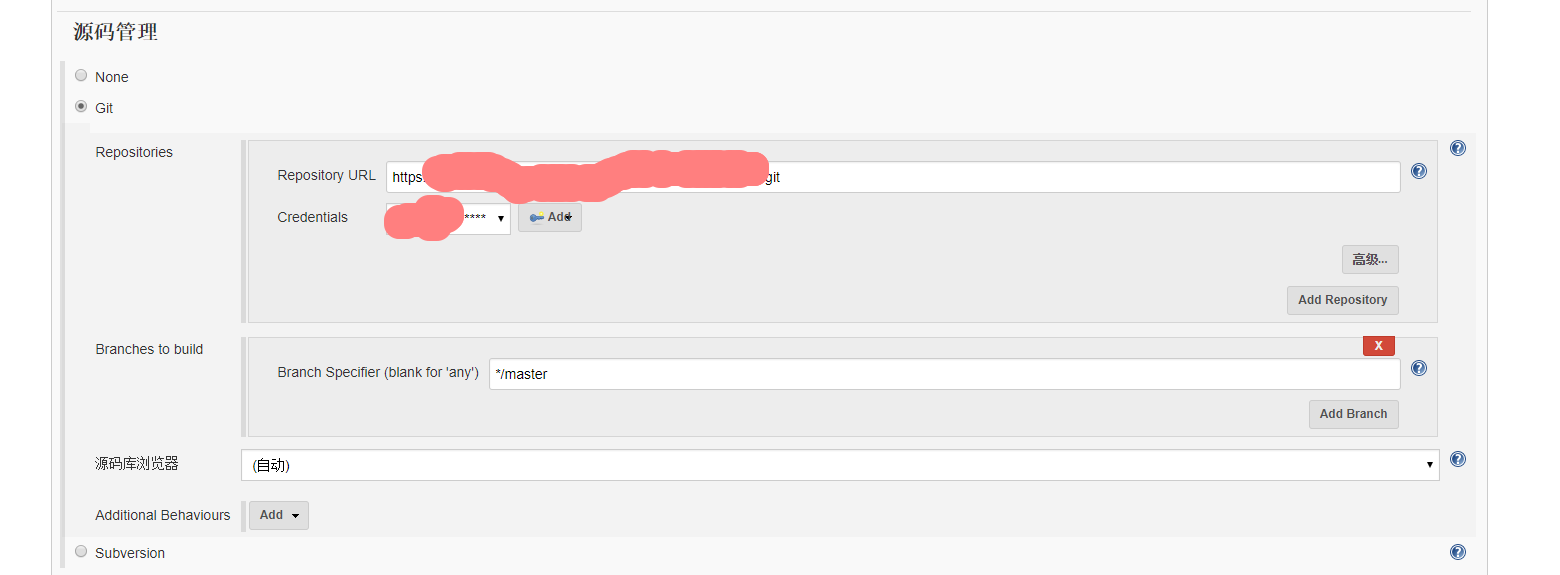 源码管理
None
Git
Repositories
Repository URL https git
Credentials **** Add
高级...
Add Repository
Branches to build
X
Branch Specifier (blank for 'any') */master
Add Branch
源码库浏览器 (自动)
Additional Behaviours Add
Subversion